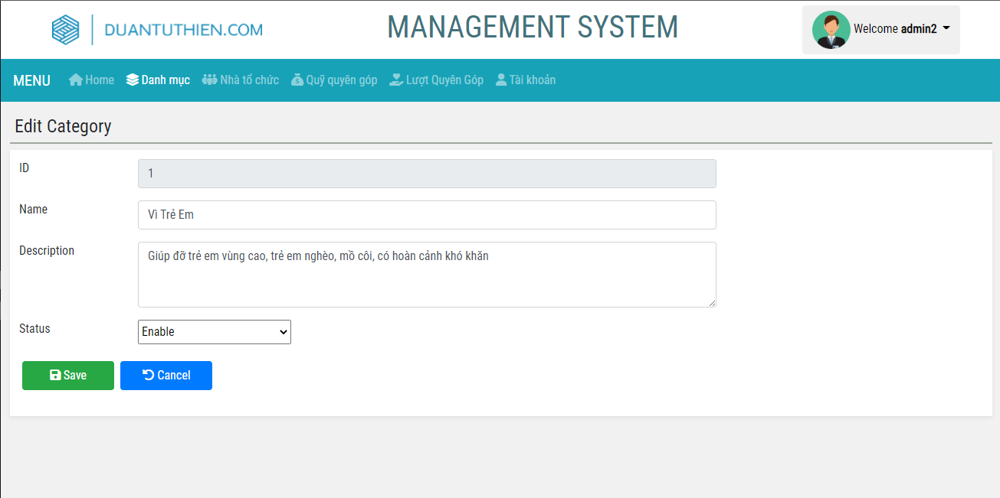 DUANTUTHIEN.COM
MANAGEMENT SYSTEM
Welcome admin2
MENU Home Danh mục Nhà tổ chức Quỹ quyên góp Lượt Quyên Góp Tài khoản
Edit Category
ID
1
Name
Vì Trẻ Em
Description
Giúp đỡ trẻ em vùng cao, trẻ em nghèo, mồ côi, có hoàn cảnh khó khăn
Status
Enable
Save
Cancel